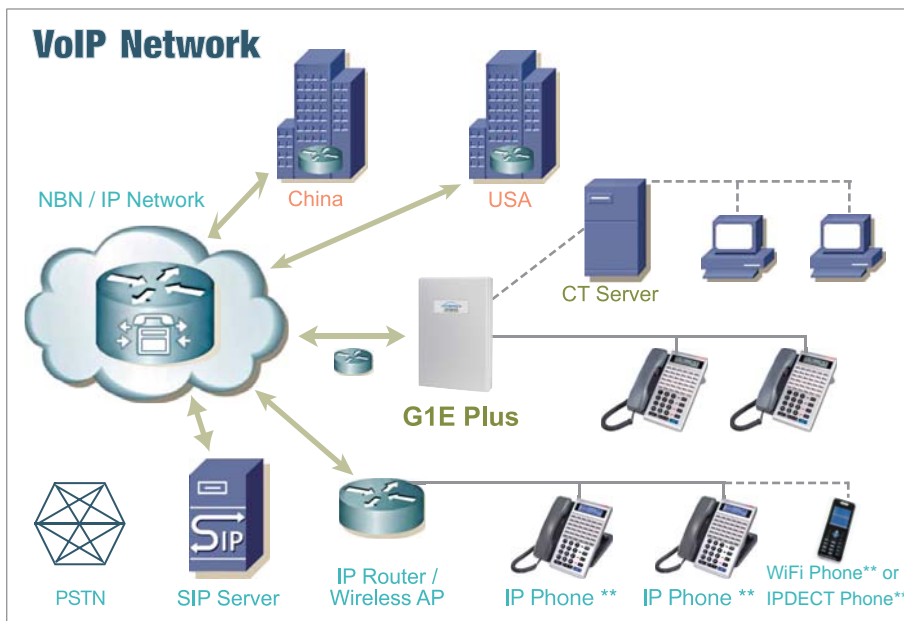 VoIP Network
NBN / IP Network
China
USA
CT Server
G1E Plus
PSTN
SIP
SIP Server
IP Router /
Wireless AP
IP Phone **
IP Phone **
WiFi Phone** or
IPDECT Phone**